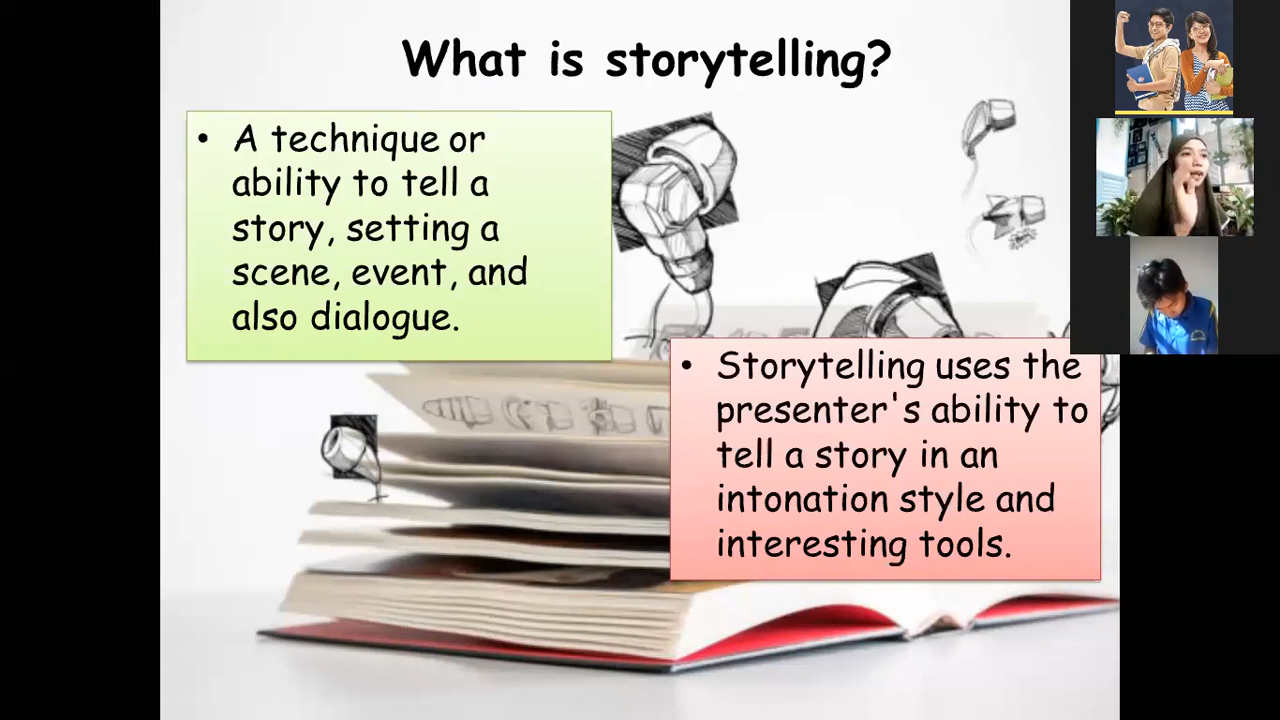 What is storytelling?
• A technique or
ability to tell a
story, setting a
scene, event, and
also dialogue.
• Storytelling uses the
presenter's ability to
tell a story in an
intonation style and
interesting tools.